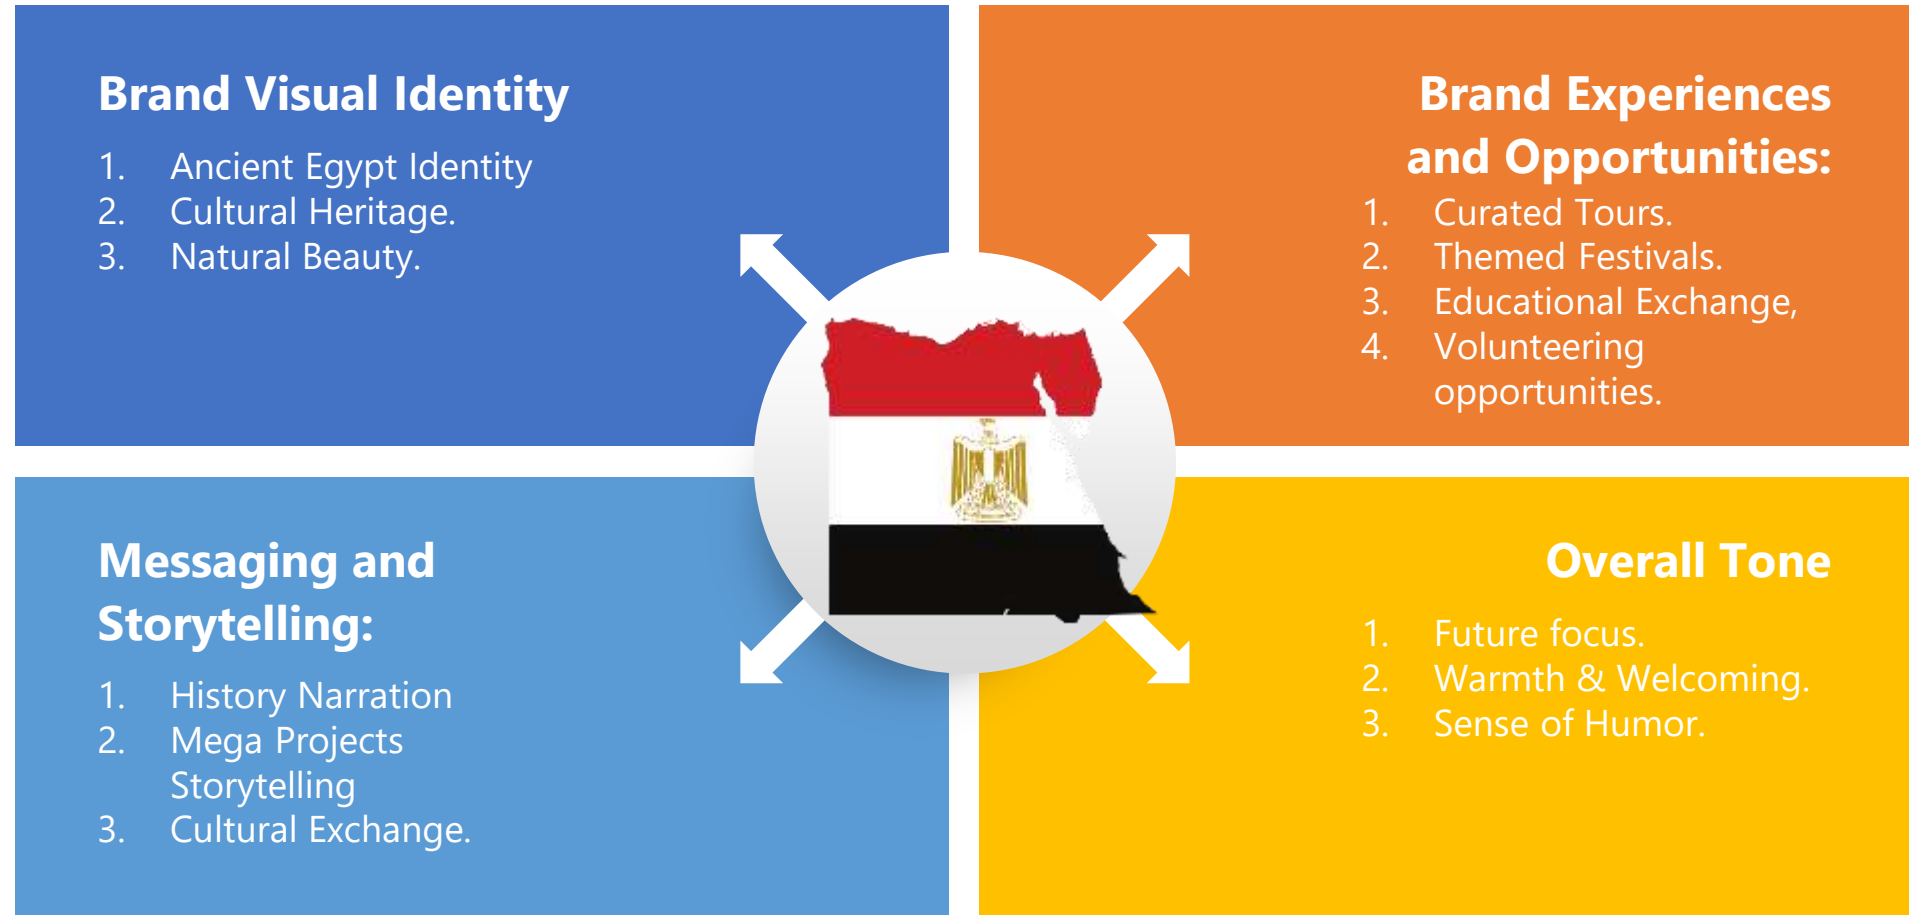 Brand Visual Identity
1. Ancient Egypt Identity
2. Cultural Heritage.
3. Natural Beauty.
Brand Experiences
and Opportunities:
1. Curated Tours.
2. Themed Festivals.
3. Educational Exchange,
4. Volunteering
opportunities.
Messaging and
Storytelling:
1. History Narration
2. Mega Projects
Storytelling
3. Cultural Exchange.
Overall Tone
1. Future focus.
2. Warmth & Welcoming.
3. Sense of Humor.